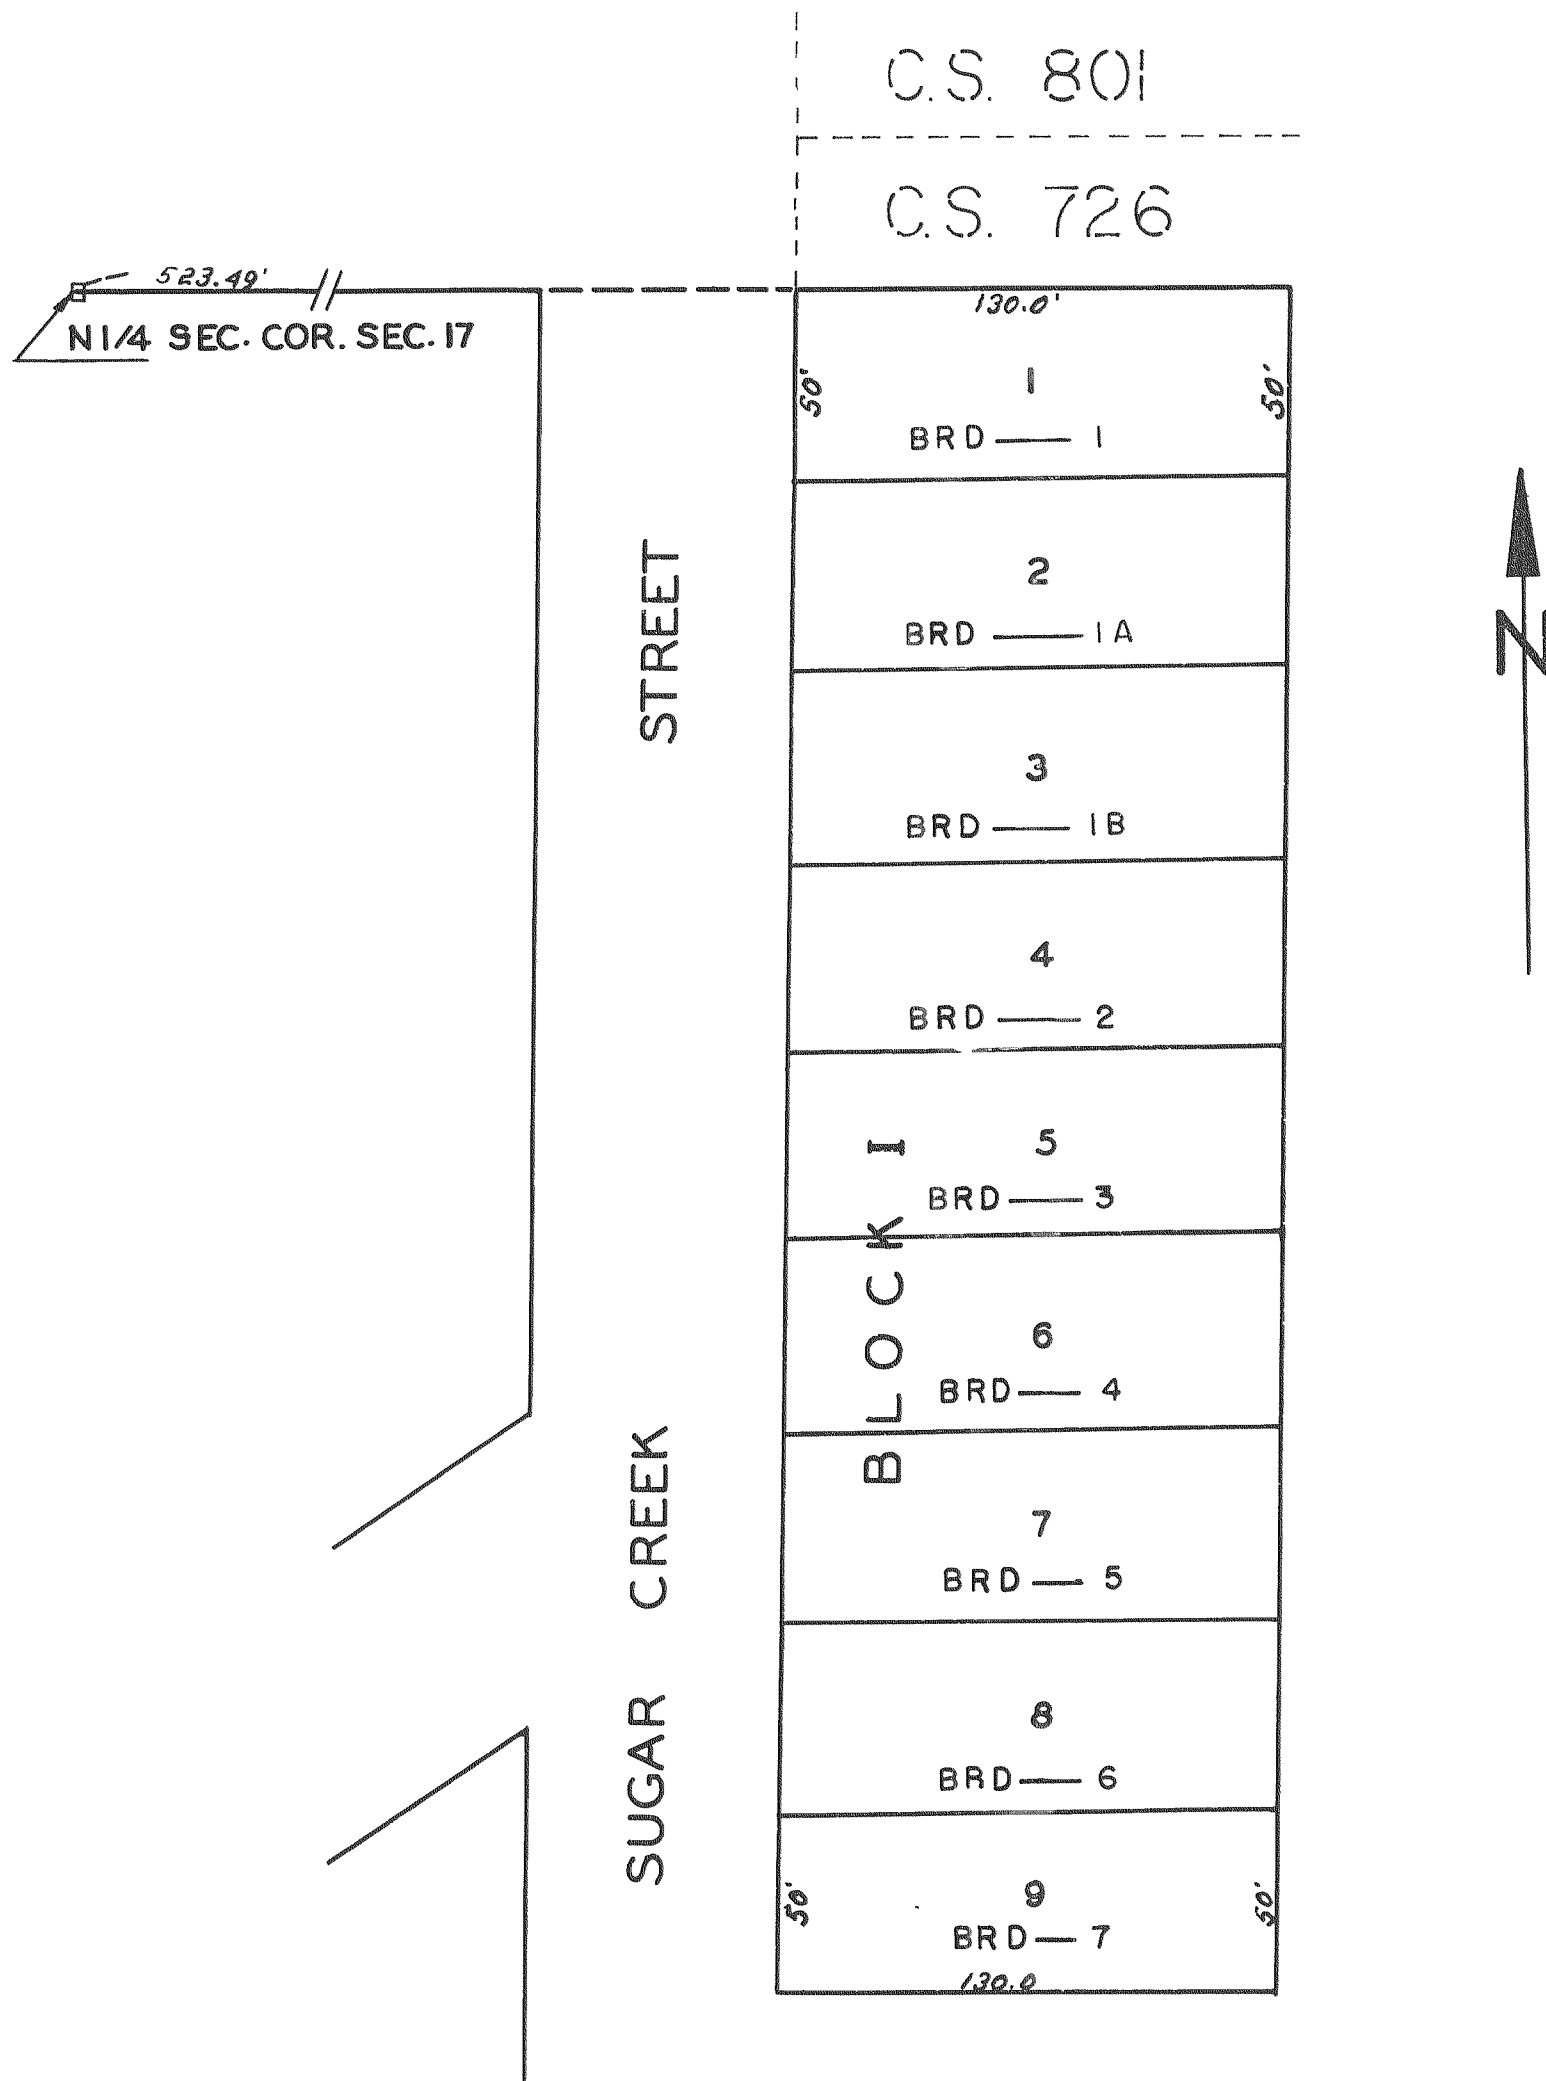 C.S. 801
C.S. 726
523.49'
N 1/4 SEC. COR. SEC. 17
130.0'
50'
50'
1
BRD — 1
2
BRD — 1A
3
BRD — 1B
4
BRD — 2
5
BRD — 3
6
BRD — 4
7
BRD — 5
8
BRD — 6
9
BRD — 7
50'
50'
130.0
BLOCK I
SUGAR CREEK STREET
N